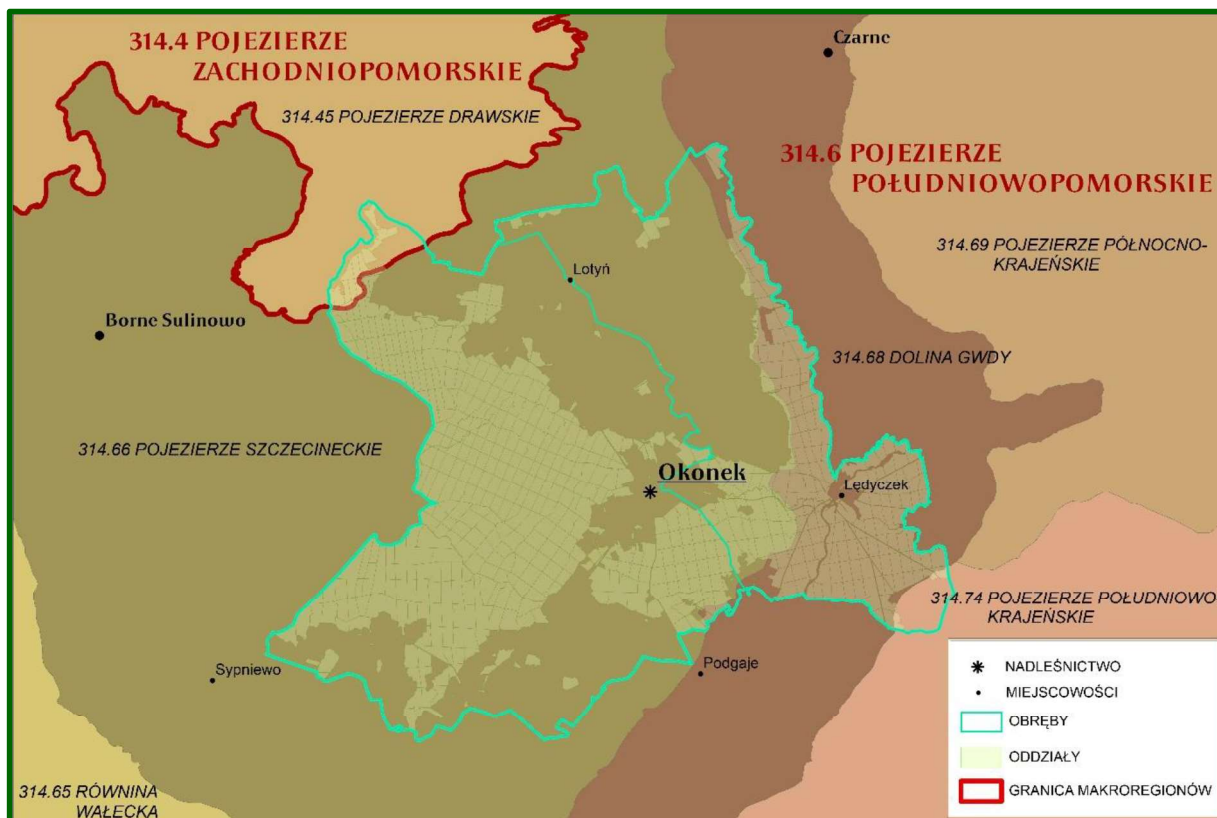 314.4 POJEZIERZE
ZACHODNIOPOMORSKIE
Czarne
314.45 POJEZIERZE DRAWSKIE
314.6 POJEZIERZE
POŁUDNIOWOPOMORSKIE
314.69 POJEZIERZE PÓŁNOCNO-
KRAJEŃSKIE
Lotyń
Borne Sulinowo
314.68 DOLINA GWDY
314.66 POJEZIERZE SZCZECINECKIE
Okonek
Lędyczek
314.74 POJEZIERZE POŁUDNIOWO
KRAJEŃSKIE
Sypniewo
Podgaje
314.65 RÓWNINA
WAŁECKA
NADLEŚNICTWO
MIEJSCOWOŚCI
OBRĘBY
ODDZIAŁY
GRANICA MAKROREGIONÓW